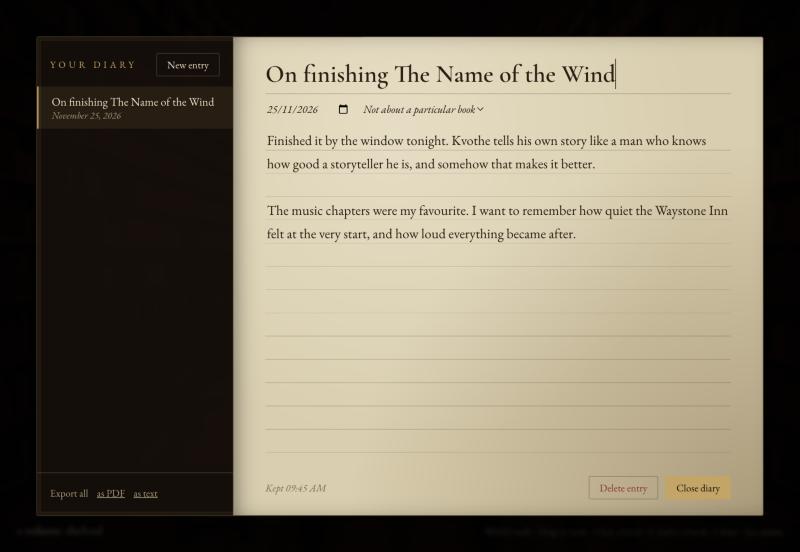 YOUR DIARY
New entry
On finishing The Name of the Wind
November 25, 2026
Export all as PDF as text
On finishing The Name of the Wind
25/11/2026 Not about a particular book
Finished it by the window tonight. Kvothe tells his own story like a man who knows
how good a storyteller he is, and somehow that makes it better.
The music chapters were my favourite. I want to remember how quiet the Waystone Inn
felt at the very start, and how loud everything became after.
Kept 09:45 AM
Delete entry
Close diary